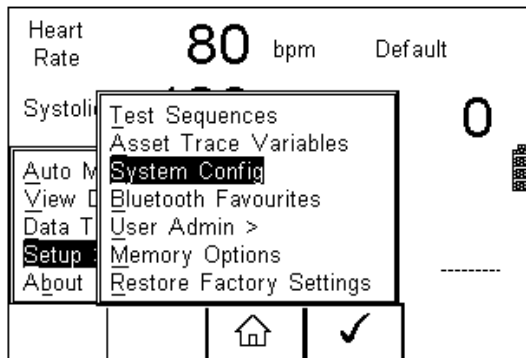 Heart
Rate
80 bpm
Default
Systoli
0
Test Sequences
Asset Trace Variables
System Config
Bluetooth Favourites
User Admin >
Memory Options
Restore Factory Settings
Auto M
View D
Data T
Setup
About